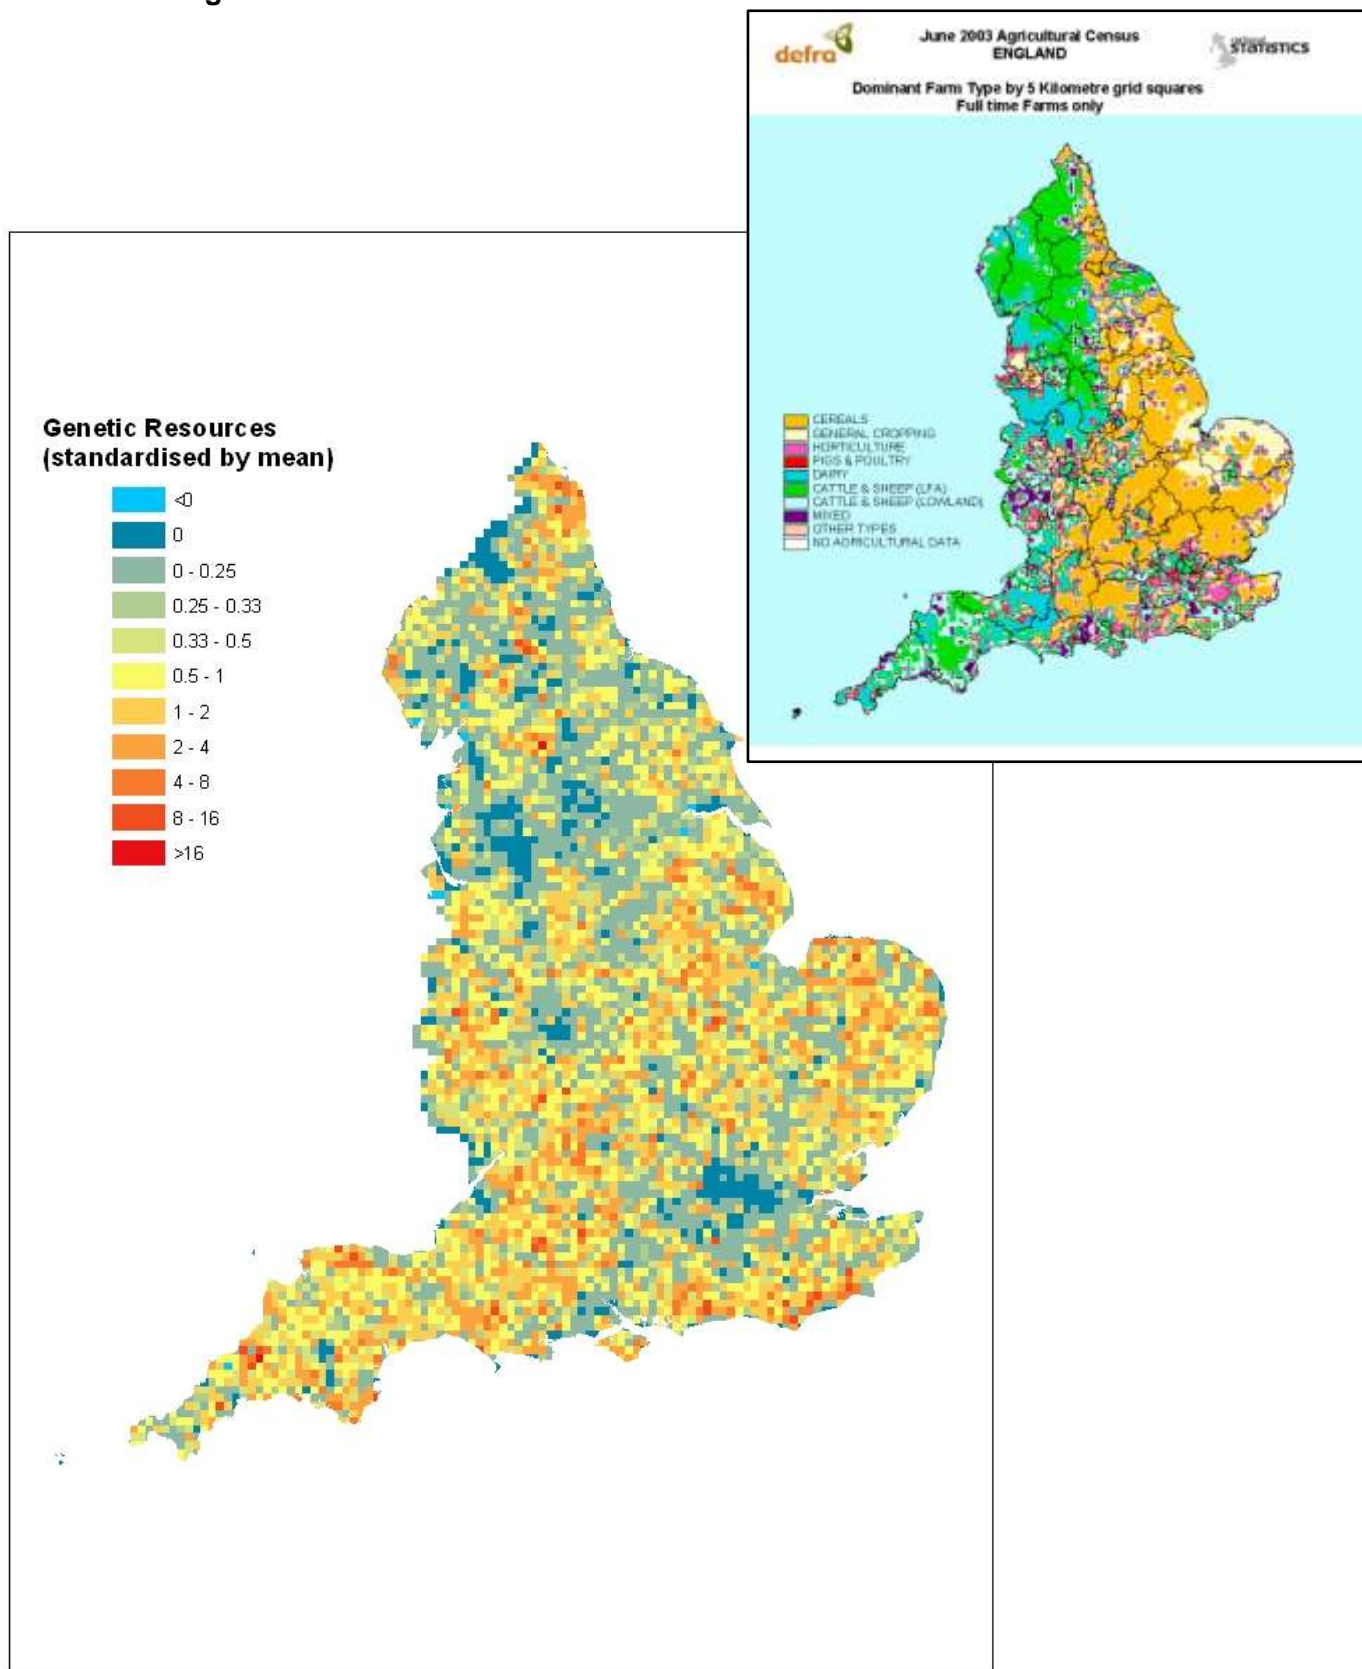 defra
June 2003 Agricultural Census
ENGLAND
STATISTICS
Dominant Farm Type by 5 Kilometre grid squares
Full time Farms only
CEREALS
GENERAL CROPPING
HORTICULTURE
PIGS & POULTRY
DAIRY
CATTLE & SHEEP (LFA)
CATTLE & SHEEP (LOWLAND)
MIXED
OTHER TYPES
NO AGRICULTURAL DATA
Genetic Resources
(standardised by mean)
<0
0
0 - 0.25
0.25 - 0.33
0.33 - 0.5
0.5 - 1
1 - 2
2 - 4
4 - 8
8 - 16
>16